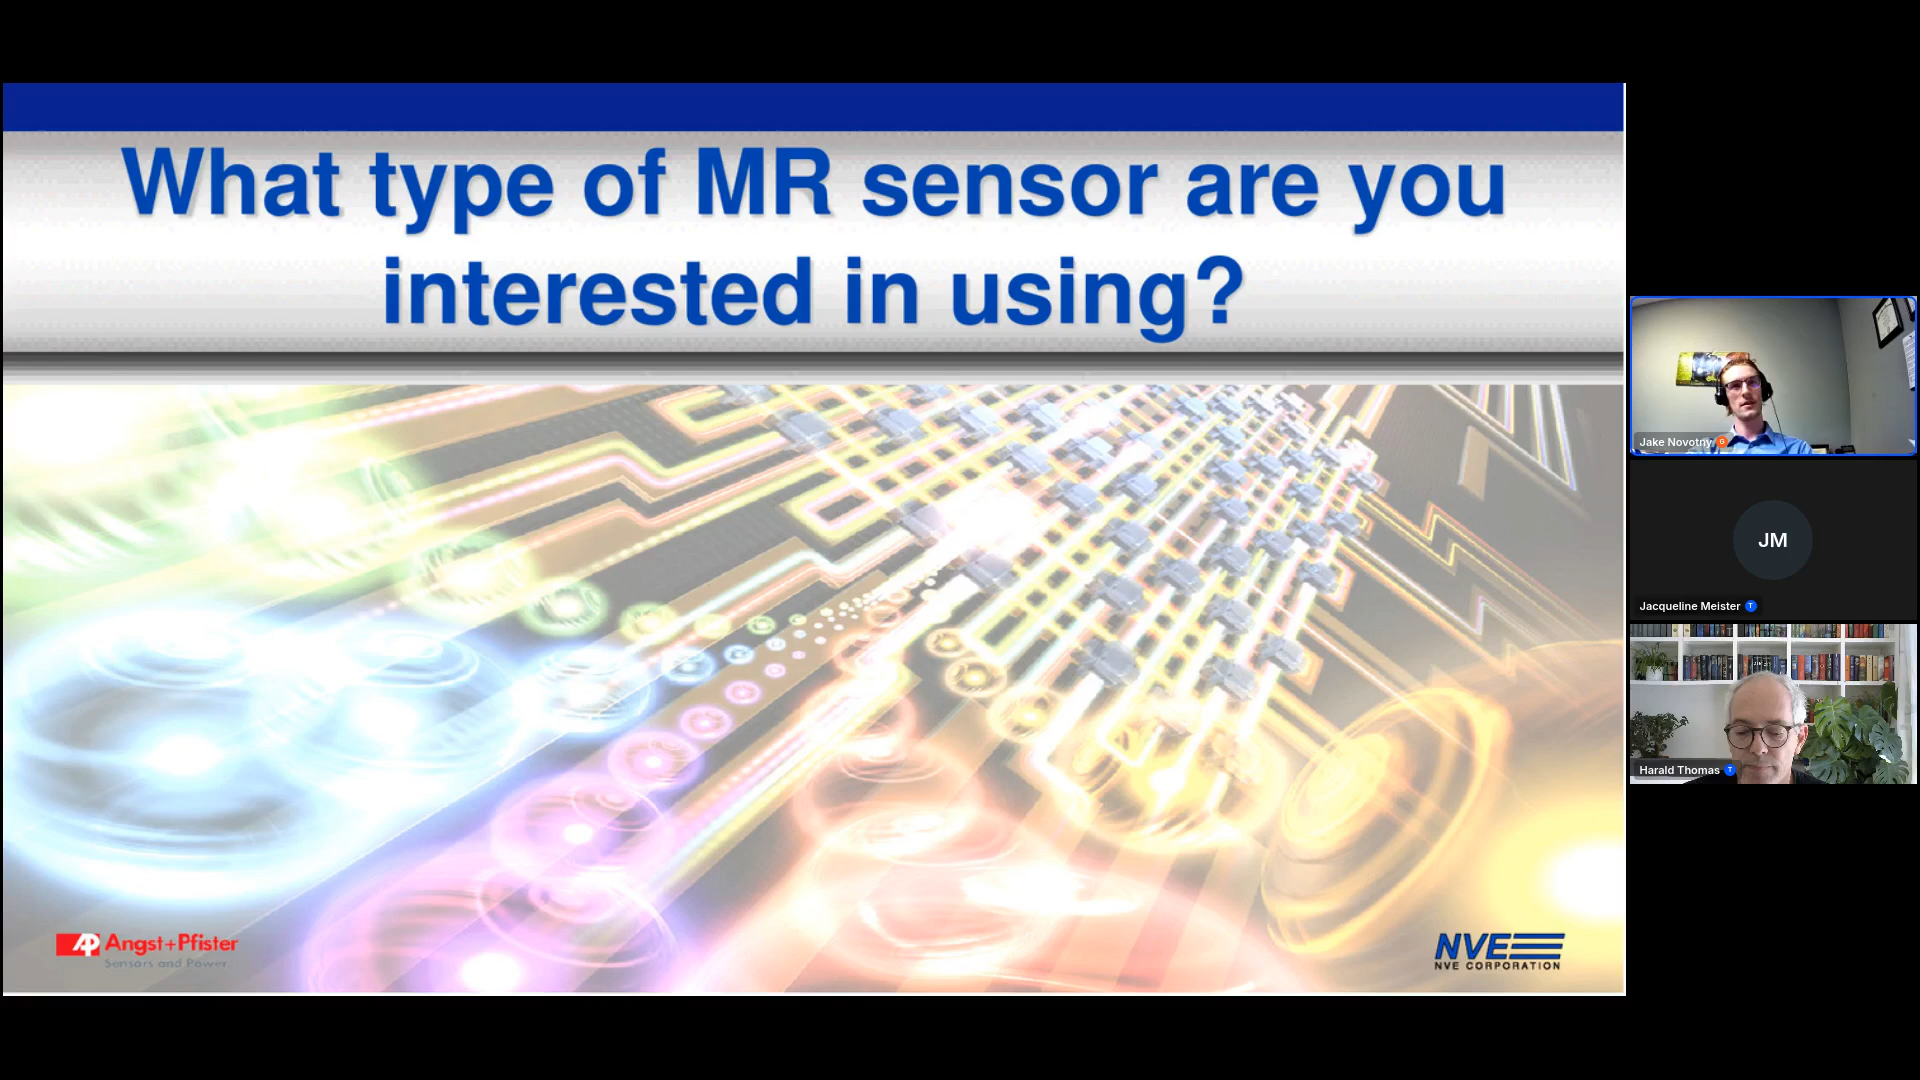 What type of MR sensor are you
interested in using?
Jake Novotny
G
JM
Jacqueline Meister
T
Harald Thomas
T
AP Angst+Pfister
Sensors and Power
NVE
NVE CORPORATION